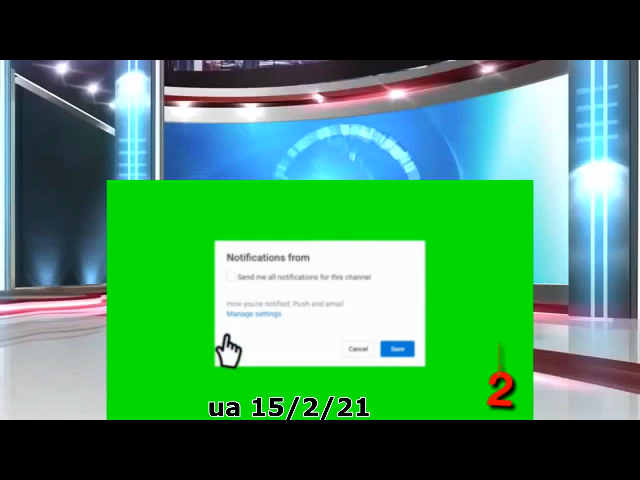 Notifications from
Send me all notifications for this channel
How you're notified: Push and email
Manage settings
Cancel
Save
2
ua 15/2/21